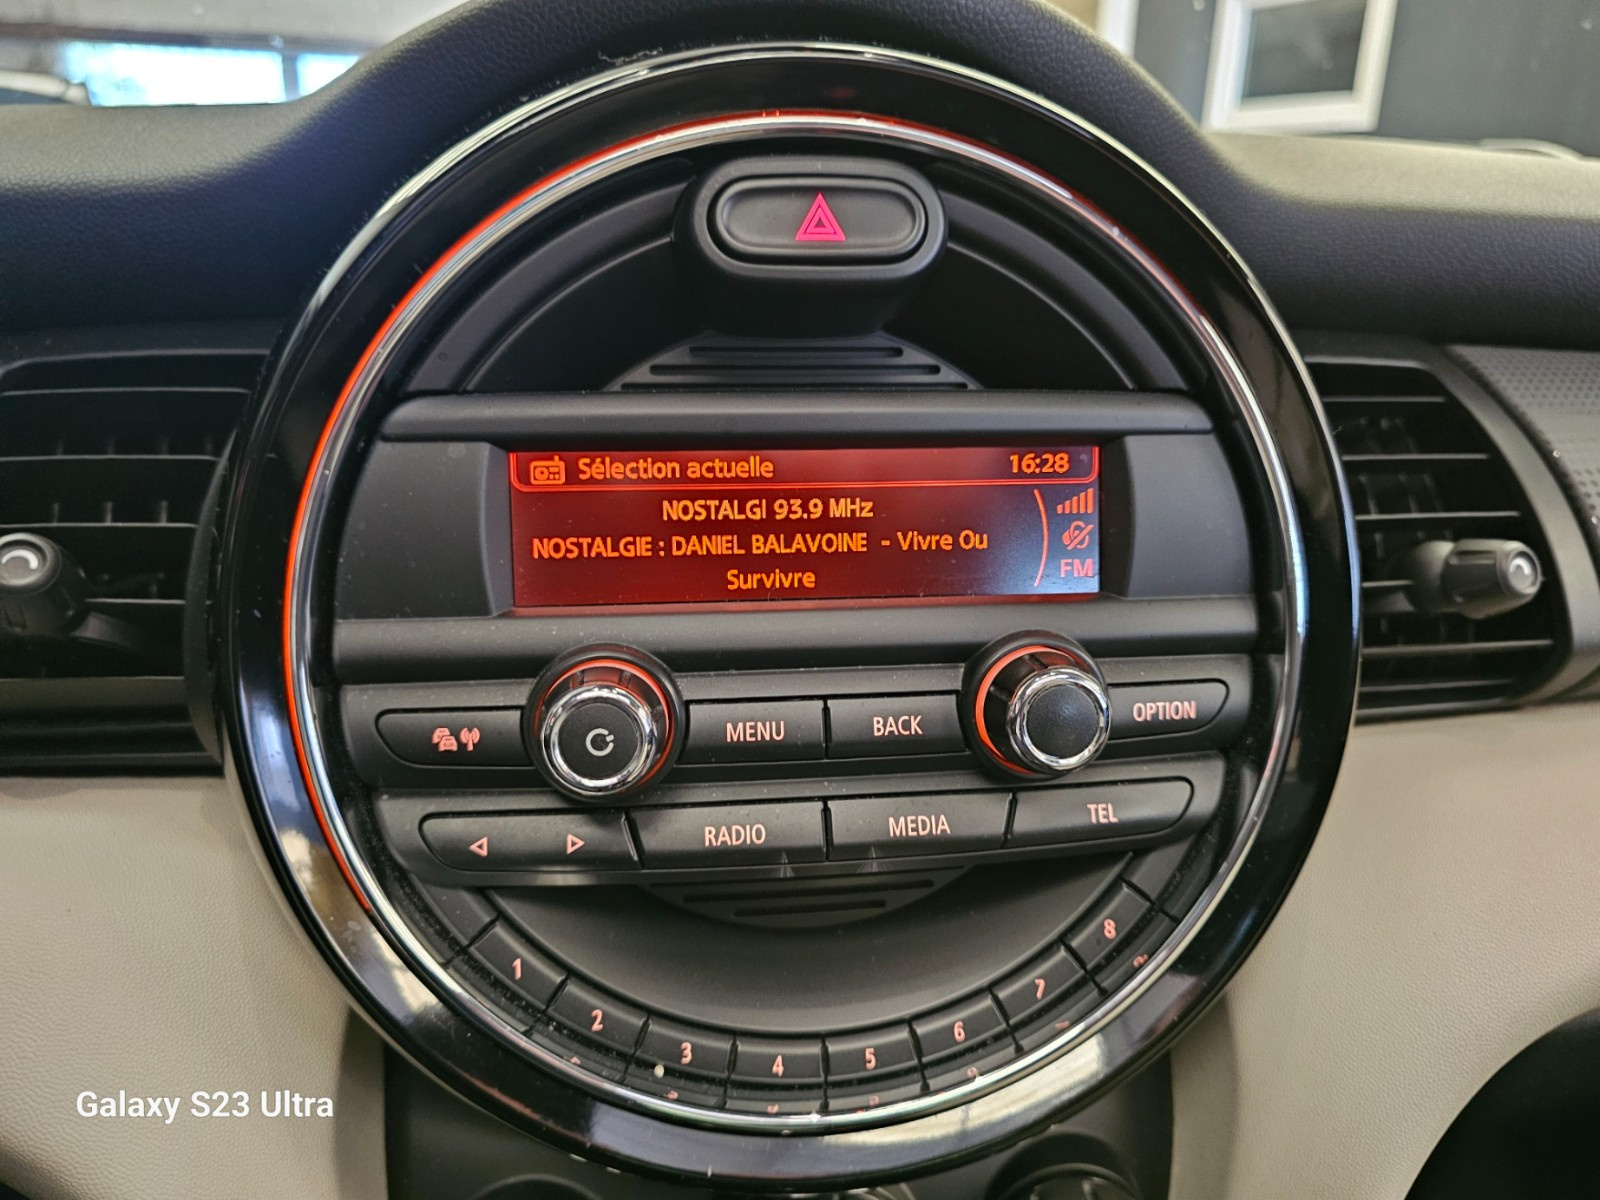 Sélection actuelle 16:28
NOSTALGI 93.9 MHz
NOSTALGIE : DANIEL BALAVOINE - Vivre Ou
Survivre
FM
MENU BACK OPTION
RADIO MEDIA TEL
1 2 3 4 5 6 7 8
Galaxy S23 Ultra